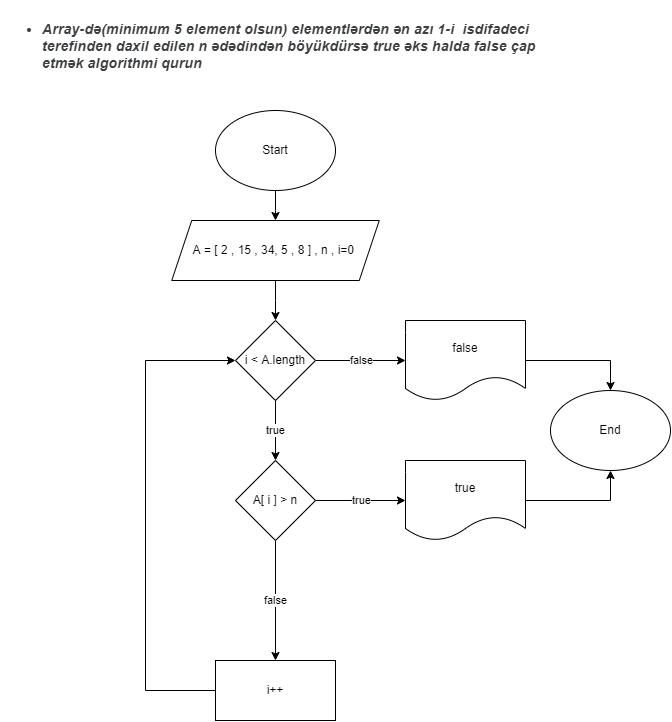 Array-də(minimum 5 element olsun) elementlərdən ən azı 1-i isdifadeci
terefinden daxil edilen n ədədindən böyükdürsə true əks halda false çap
etmək algorithmi qurun
Start
A = [ 2 , 15 , 34, 5 , 8 ] , n , i=0
i < A.length
false
false
true
End
A[ i ] > n
true
true
false
i++